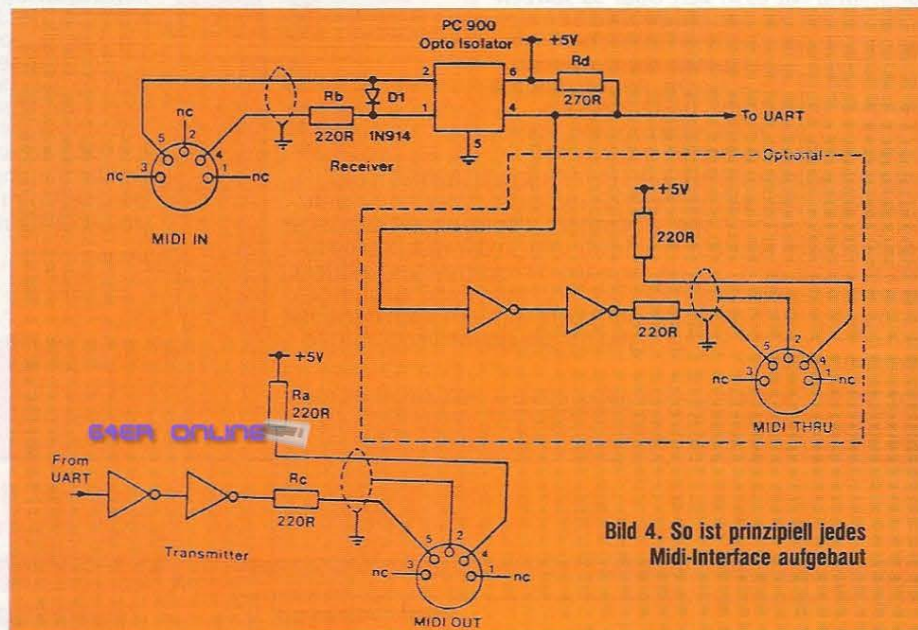 PC 900
Opto Isolator
+5V
2
6
Rd
270R
Rb
220R
D1
1N914
1
4
5
To UART
nc
5
2
4
3
1
nc
nc
Receiver
MIDI IN
Optional
+5V
220R
220R
5
2
4
3
1
nc
nc
MIDI THRU
+5V
Ra
220R
64ER ONLINE
From
UART
Rc
220R
Transmitter
5
2
4
3
1
nc
nc
MIDI OUT
Bild 4. So ist prinzipiell jedes
Midi-Interface aufgebaut